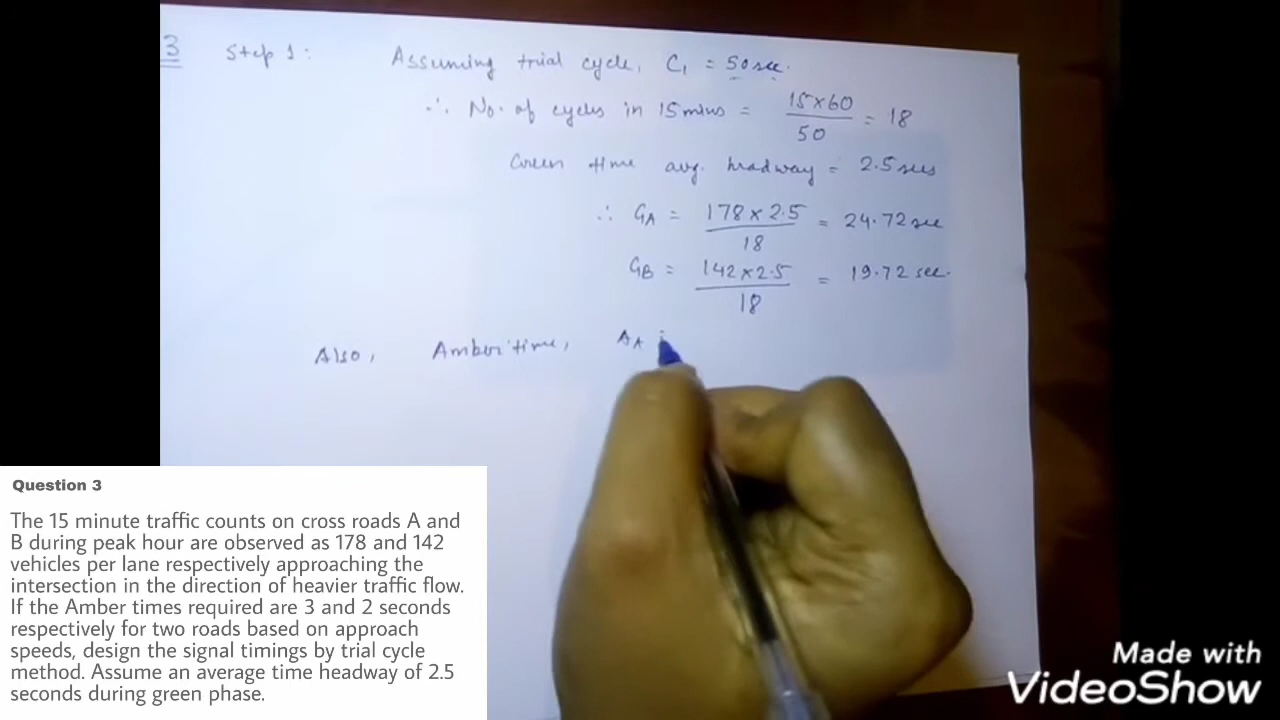 3 Step 1: Assuming trial cycle, C1 = 50 sec.
∴ No. of cycles in 15 mins = 15×60 / 50 = 18
Green time avg. headway = 2.5 secs
∴ GA = 178 × 2.5 / 18 = 24.72 sec
GB = 142 × 2.5 / 18 = 19.72 sec.
Also, Amber time, AA =
Question 3
The 15 minute traffic counts on cross roads A and
B during peak hour are observed as 178 and 142
vehicles per lane respectively approaching the
intersection in the direction of heavier traffic flow.
If the Amber times required are 3 and 2 seconds
respectively for two roads based on approach
speeds, design the signal timings by trial cycle
method. Assume an average time headway of 2.5
seconds during green phase.
Made with
VideoShow